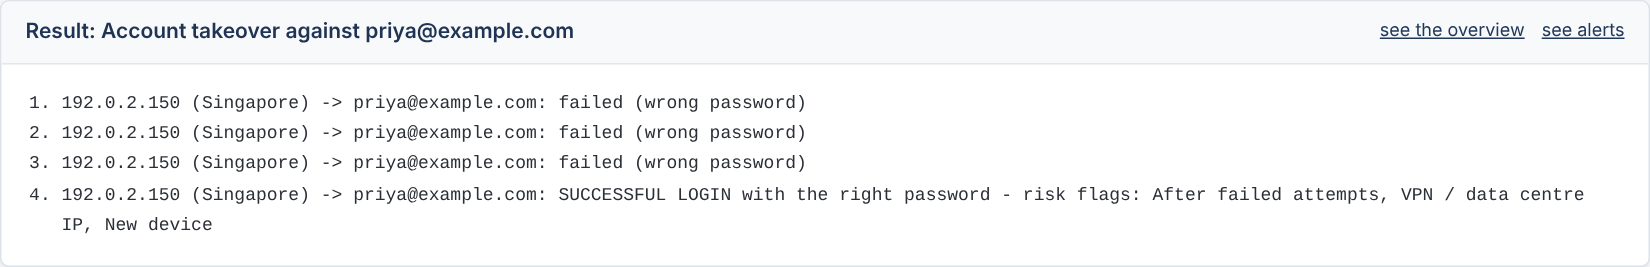 Result: Account takeover against priya@example.com
see the overview see alerts
1. 192.0.2.150 (Singapore) -> priya@example.com: failed (wrong password)
2. 192.0.2.150 (Singapore) -> priya@example.com: failed (wrong password)
3. 192.0.2.150 (Singapore) -> priya@example.com: failed (wrong password)
4. 192.0.2.150 (Singapore) -> priya@example.com: SUCCESSFUL LOGIN with the right password - risk flags: After failed attempts, VPN / data centre
IP, New device